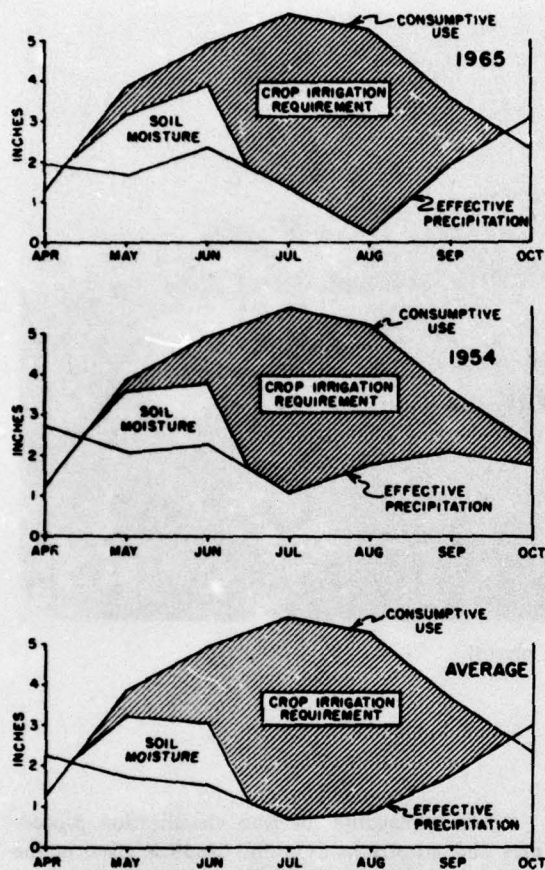 CONSUMPTIVE
USE
1965
5
4
3
2
1
0
INCHES
CROP IRRIGATION
REQUIREMENT
SOIL
MOISTURE
EFFECTIVE
PRECIPITATION
APR MAY JUN JUL AUG SEP OCT
CONSUMPTIVE
USE
1954
5
4
3
2
1
0
INCHES
CROP IRRIGATION
REQUIREMENT
SOIL
MOISTURE
EFFECTIVE
PRECIPITATION
APR MAY JUN JUL AUG SEP OCT
CONSUMPTIVE
USE
AVERAGE
5
4
3
2
1
0
INCHES
CROP IRRIGATION
REQUIREMENT
SOIL
MOISTURE
EFFECTIVE
PRECIPITATION
APR MAY JUN JUL AUG SEP OCT